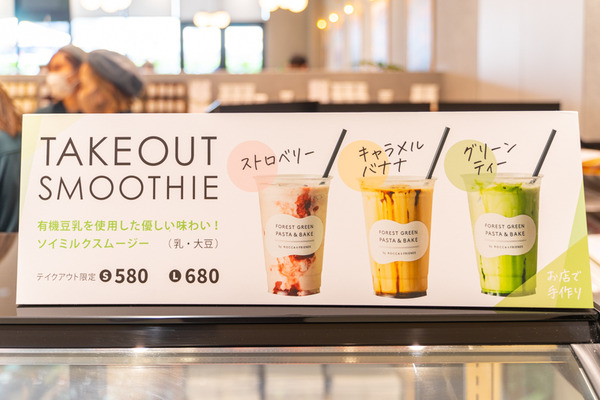 TAKEOUT
SMOOTHIE
有機豆乳を使用した優しい味わい！
ソイミルクスムージー （乳・大豆）
テイクアウト限定 S 580 L 680
ストロベリー
キャラメル
バナナ
グリーン
ティー
FOREST GREEN
PASTA & BAKE
FOREST GREEN
PASTA & BAKE
FOREST GREEN
PASTA & BAKE
お店で
手作り